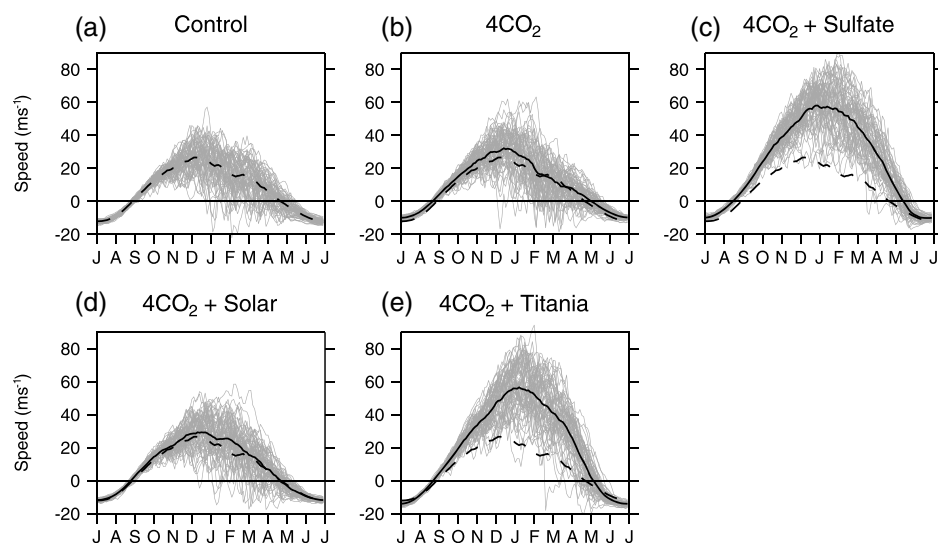 (a) Control (b) 4CO₂ (c) 4CO₂ + Sulfate
80 80 80
60 60 60
40 40 40
20 20 20
0 0 0
-20 -20 -20
Speed (ms⁻¹)
J A S O N D J F M A M J J J A S O N D J F M A M J J J A S O N D J F M A M J J
(d) 4CO₂ + Solar (e) 4CO₂ + Titania
80 80
60 60
40 40
20 20
0 0
-20 -20
Speed (ms⁻¹)
J A S O N D J F M A M J J J A S O N D J F M A M J J